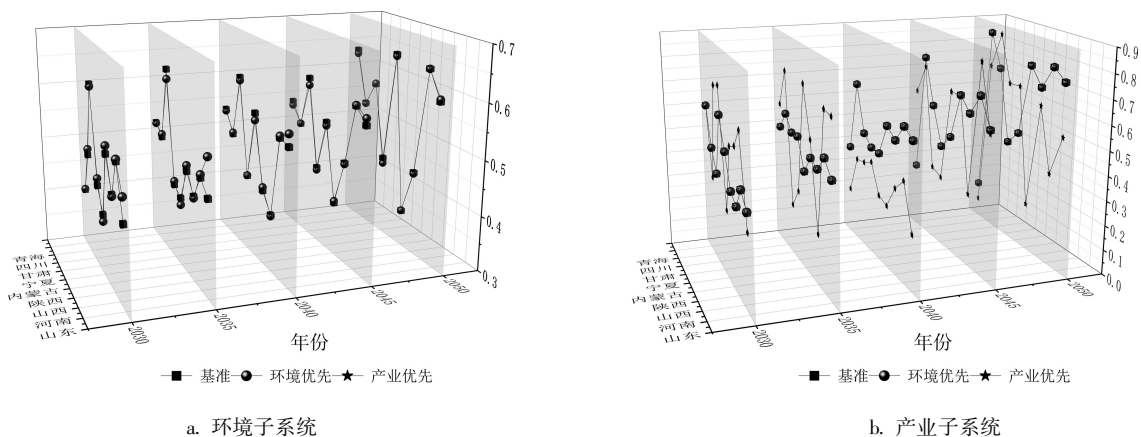 0.7
0.6
0.5
0.4
0.3
青海
四川
甘肃
宁夏
内蒙古
陕西
山西
河南
山东
2030
2035
2040
2045
2050
年份
基准 环境优先 产业优先
a. 环境子系统
0.9
0.8
0.7
0.6
0.5
0.4
0.3
0.2
0.1
0.0
青海
四川
甘肃
宁夏
内蒙古
陕西
山西
河南
山东
2030
2035
2040
2045
2050
年份
基准 环境优先 产业优先
b. 产业子系统